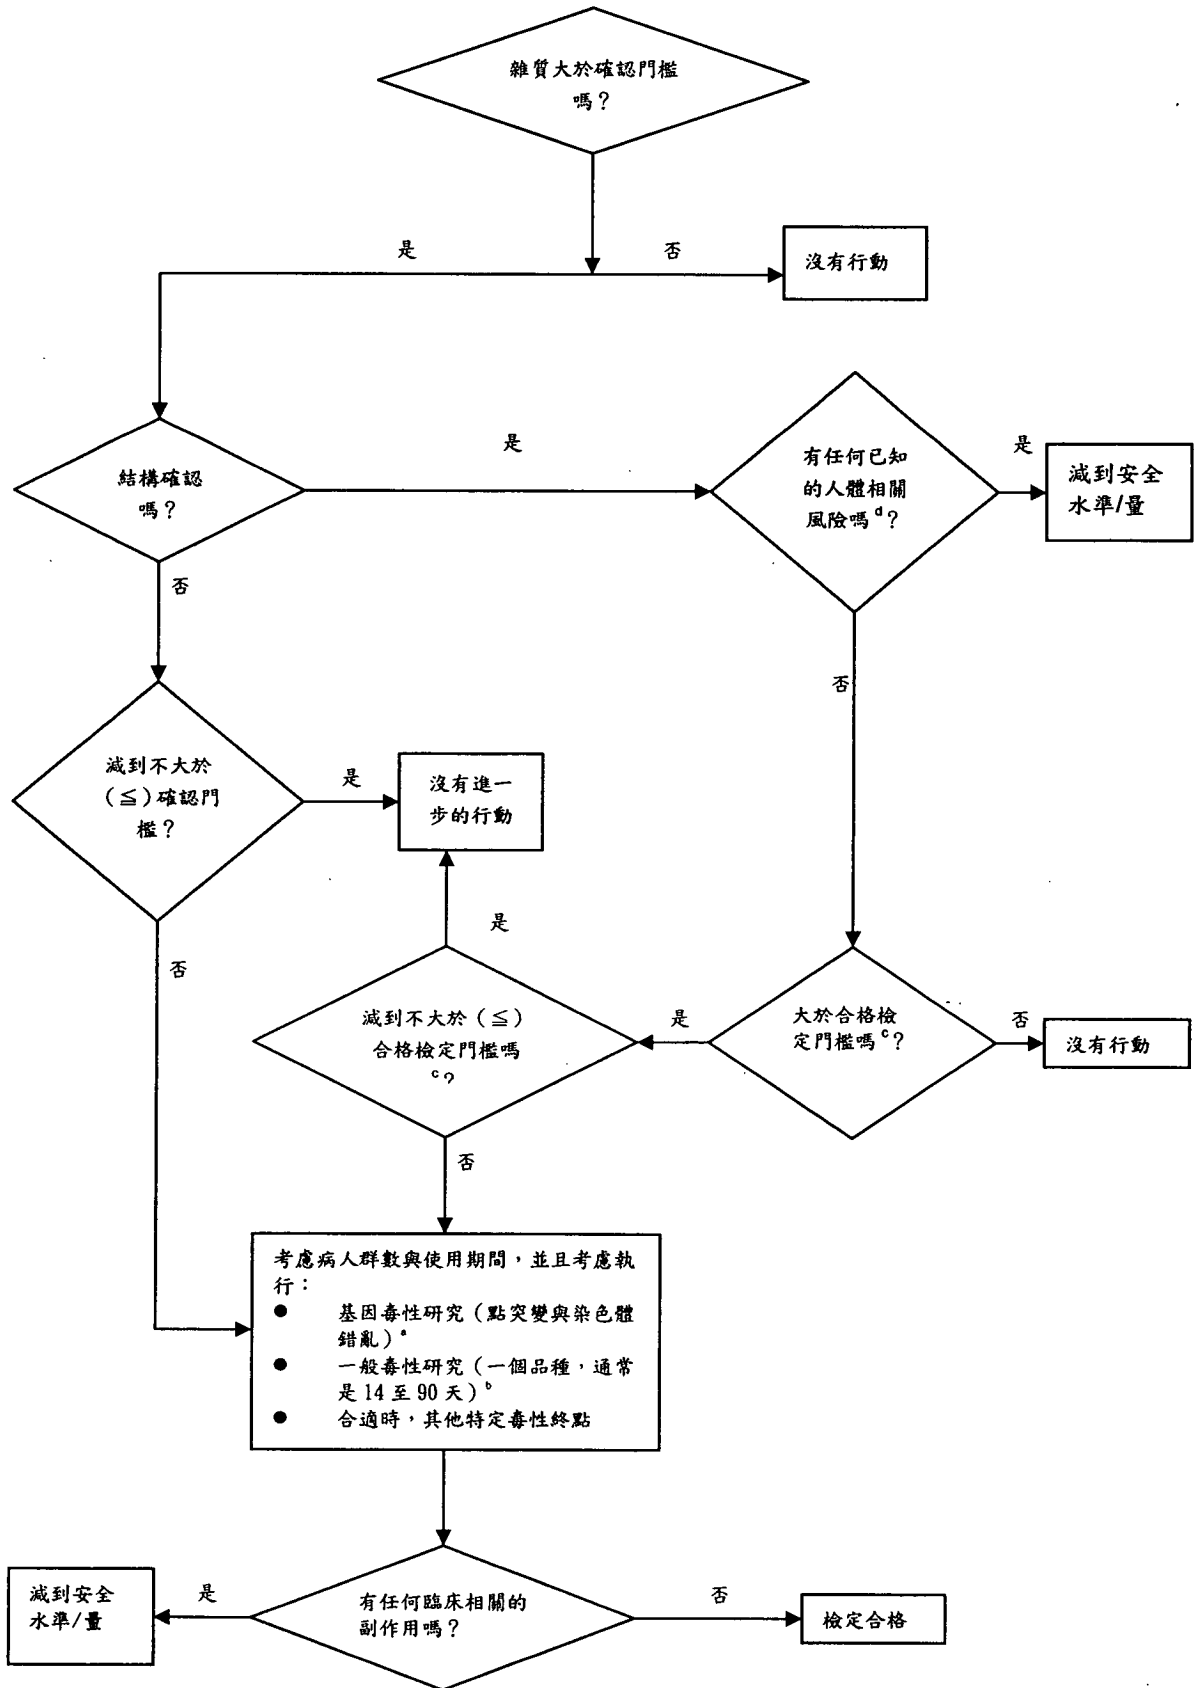 雜質大於確認門檻
嗎？
是
否
沒有行動
結構確認
嗎？
是
有任何已知
的人體相關
風險嗎 d？
是
減到安全
水準/量
否
否
減到不大於
（≦）確認門
檻？
是
沒有進一
步的行動
是
否
減到不大於（≦）
合格檢定門檻嗎
c？
是
大於合格檢
定門檻嗎 c？
否
沒有行動
否
考慮病人群數與使用期間，並且考慮執
行：
● 基因毒性研究（點突變與染色體
錯亂）a
● 一般毒性研究（一個品種，通常
是 14 至 90 天）b
● 合適時，其他特定毒性終點
減到安全
水準/量
是
有任何臨床相關的
副作用嗎？
否
檢定合格